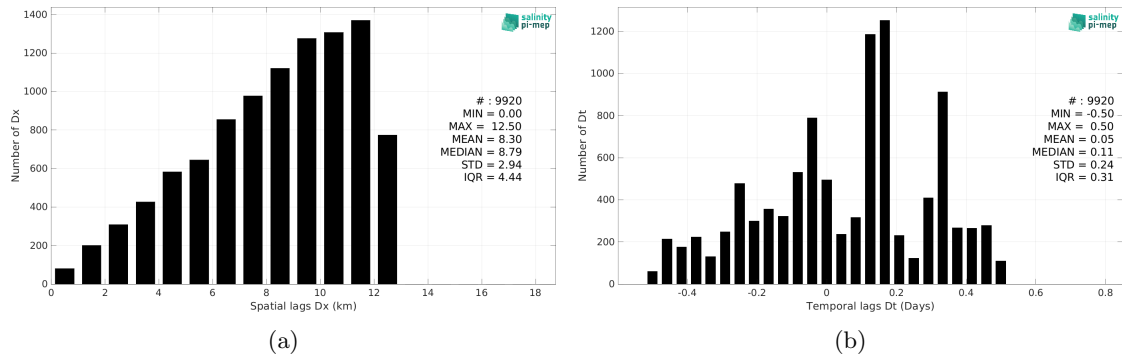 1400
1200
1000
800
600
400
200
0
Number of Dx
salinity
pi-mep
# : 9920
MIN = 0.00
MAX = 12.50
MEAN = 8.30
MEDIAN = 8.79
STD = 2.94
IQR = 4.44
0 2 4 6 8 10 12 14 16 18
Spatial lags Dx (km)
(a)
1200
1000
800
600
400
200
0
Number of Dt
salinity
pi-mep
# : 9920
MIN = -0.50
MAX = 0.50
MEAN = 0.05
MEDIAN = 0.11
STD = 0.24
IQR = 0.31
-0.4 -0.2 0 0.2 0.4 0.6 0.8
Temporal lags Dt (Days)
(b)